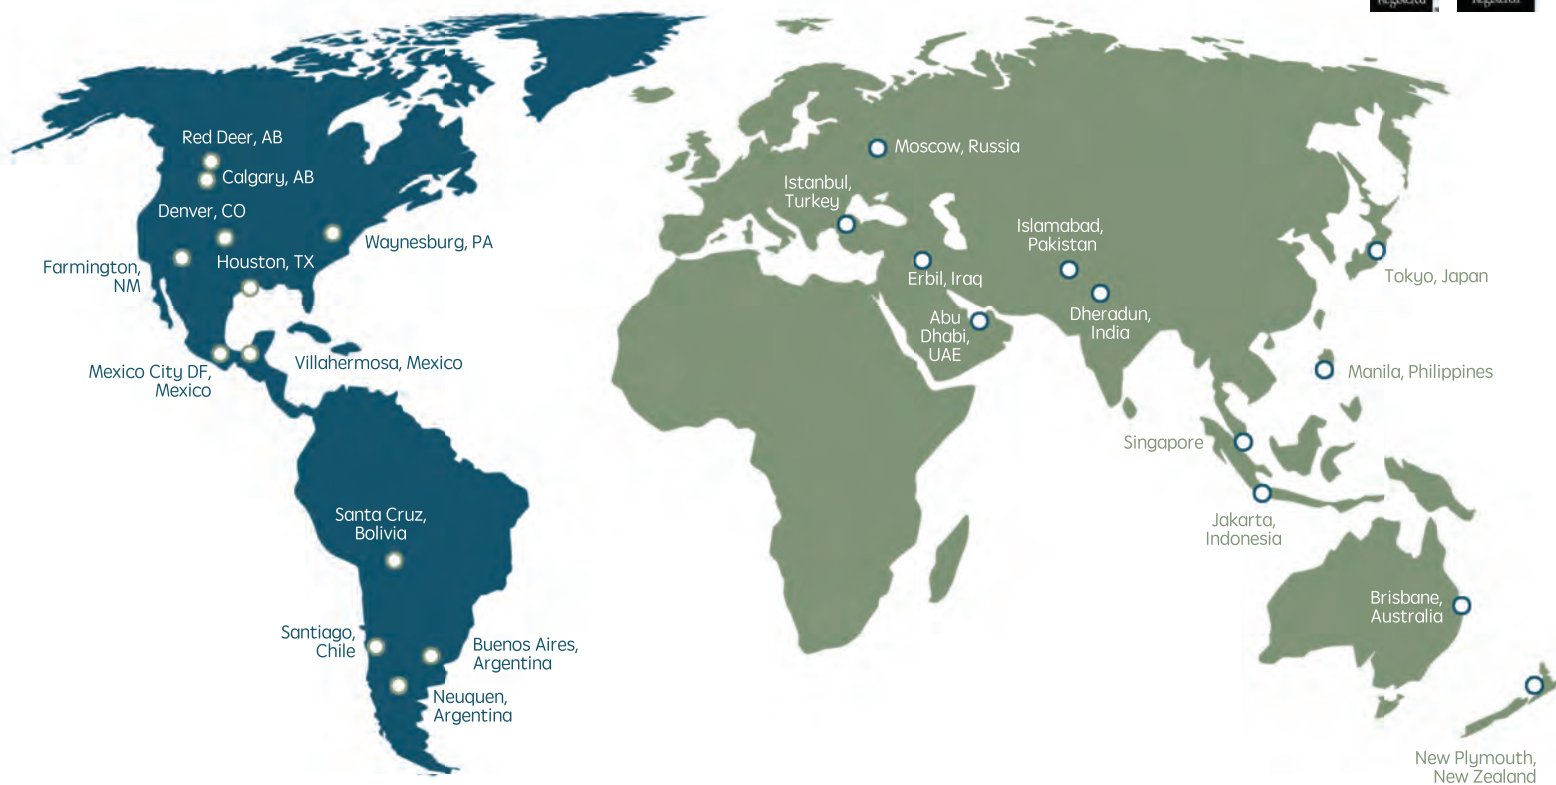 Red Deer, AB
Calgary, AB
Denver, CO
Waynesburg, PA
Farmington,
NM
Houston, TX
Mexico City DF,
Mexico
Villahermosa, Mexico
Santa Cruz,
Bolivia
Santiago,
Chile
Buenos Aires,
Argentina
Neuquen,
Argentina
Moscow, Russia
Istanbul,
Turkey
Erbil, Iraq
Abu
Dhabi,
UAE
Islamabad,
Pakistan
Dheradun,
India
Tokyo, Japan
Manila, Philippines
Singapore
Jakarta,
Indonesia
Brisbane,
Australia
New Plymouth,
New Zealand